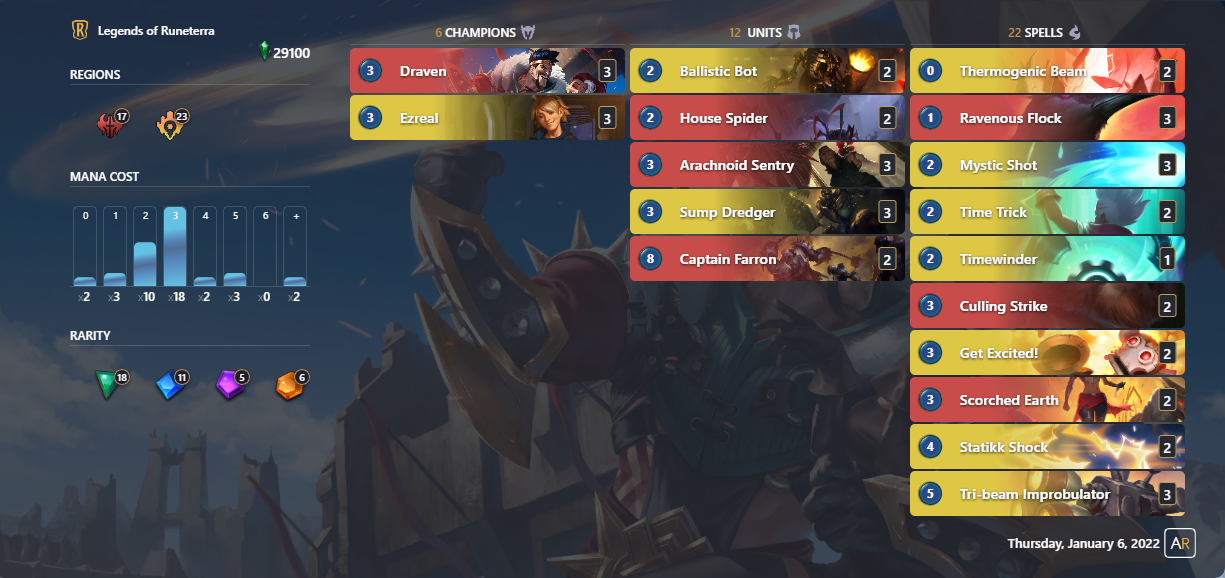 Legends of Runeterra
29100
REGIONS
17 23
MANA COST
0 1 2 3 4 5 6 +
x2 x3 x10 x18 x2 x3 x0 x2
RARITY
18 11 5 6
6 CHAMPIONS
3 Draven 3
3 Ezreal 3
12 UNITS
2 Ballistic Bot 2
2 House Spider 2
3 Arachnoid Sentry 3
3 Sump Dredger 3
8 Captain Farron 2
22 SPELLS
0 Thermogenic Beam 2
1 Ravenous Flock 3
2 Mystic Shot 3
2 Time Trick 2
2 Timewinder 1
3 Culling Strike 2
3 Get Excited! 2
3 Scorched Earth 2
4 Statikk Shock 2
5 Tri-beam Improbulator 3
Thursday, January 6, 2022 AR